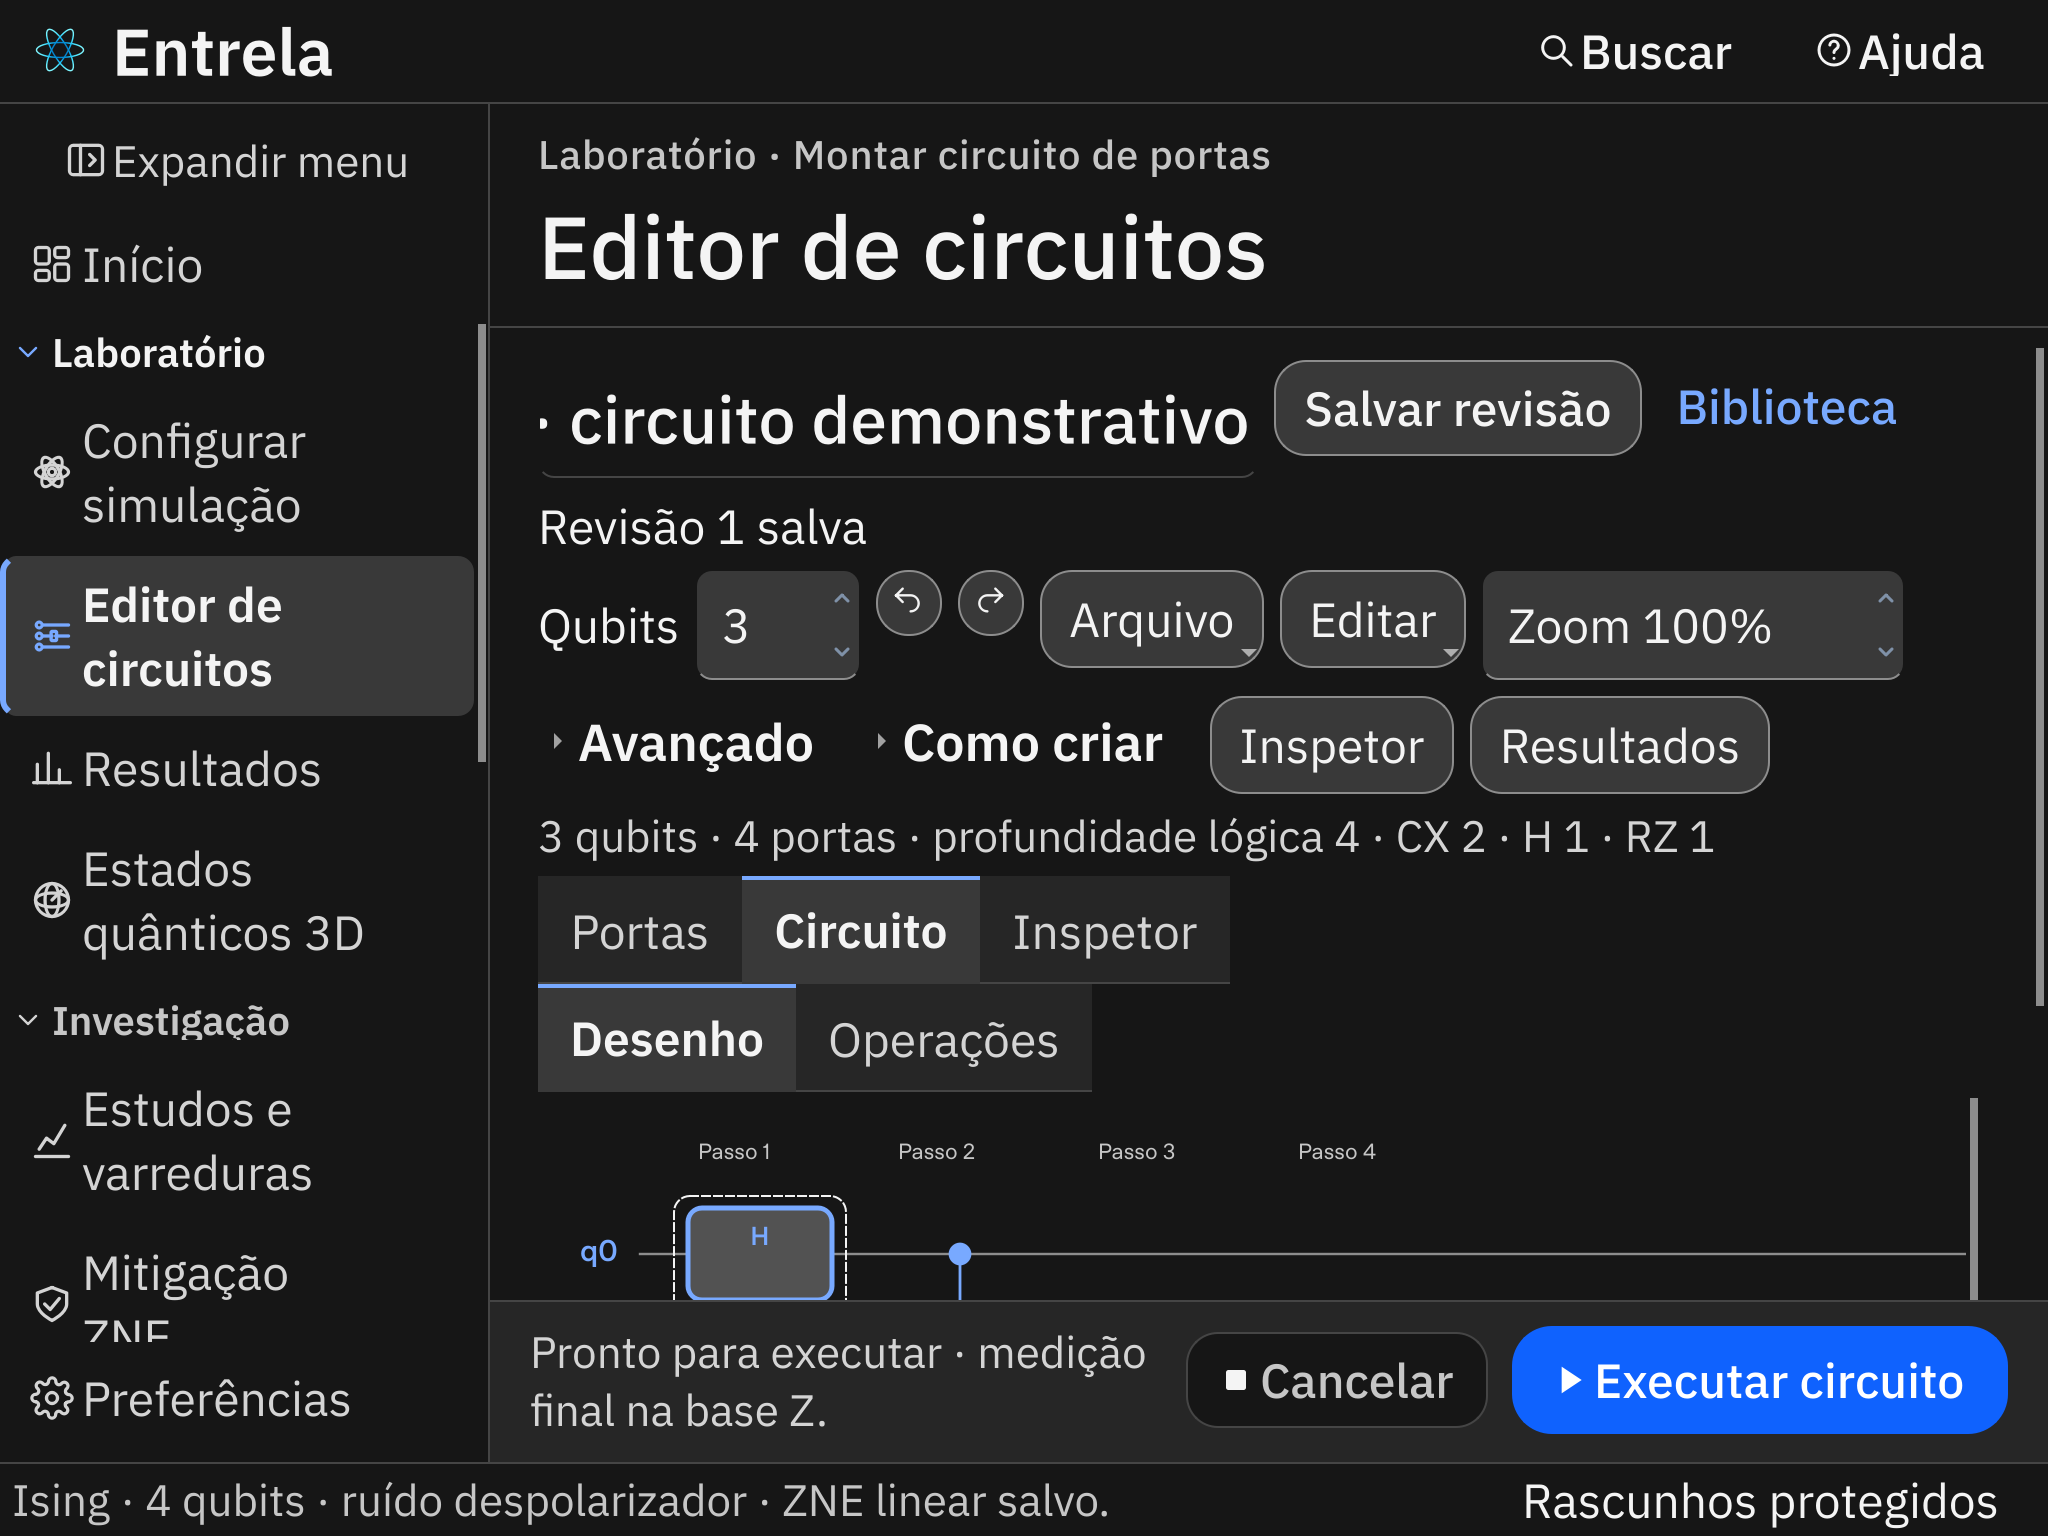 Entrela
Buscar
Ajuda
Expandir menu
Início
Laboratório
Configurar
simulação
Editor de
circuitos
Resultados
Estados
quânticos 3D
Investigação
Estudos e
varreduras
Mitigação
ZNE
Preferências
Laboratório · Montar circuito de portas
Editor de circuitos
· circuito demonstrativo
Salvar revisão
Biblioteca
Revisão 1 salva
Qubits
3
Arquivo
Editar
Zoom 100%
Avançado
Como criar
Inspetor
Resultados
3 qubits · 4 portas · profundidade lógica 4 · CX 2 · H 1 · RZ 1
Portas
Circuito
Inspetor
Desenho
Operações
Passo 1
Passo 2
Passo 3
Passo 4
q0
H
Pronto para executar · medição
final na base Z.
Cancelar
Executar circuito
Ising · 4 qubits · ruído despolarizador · ZNE linear salvo.
Rascunhos protegidos